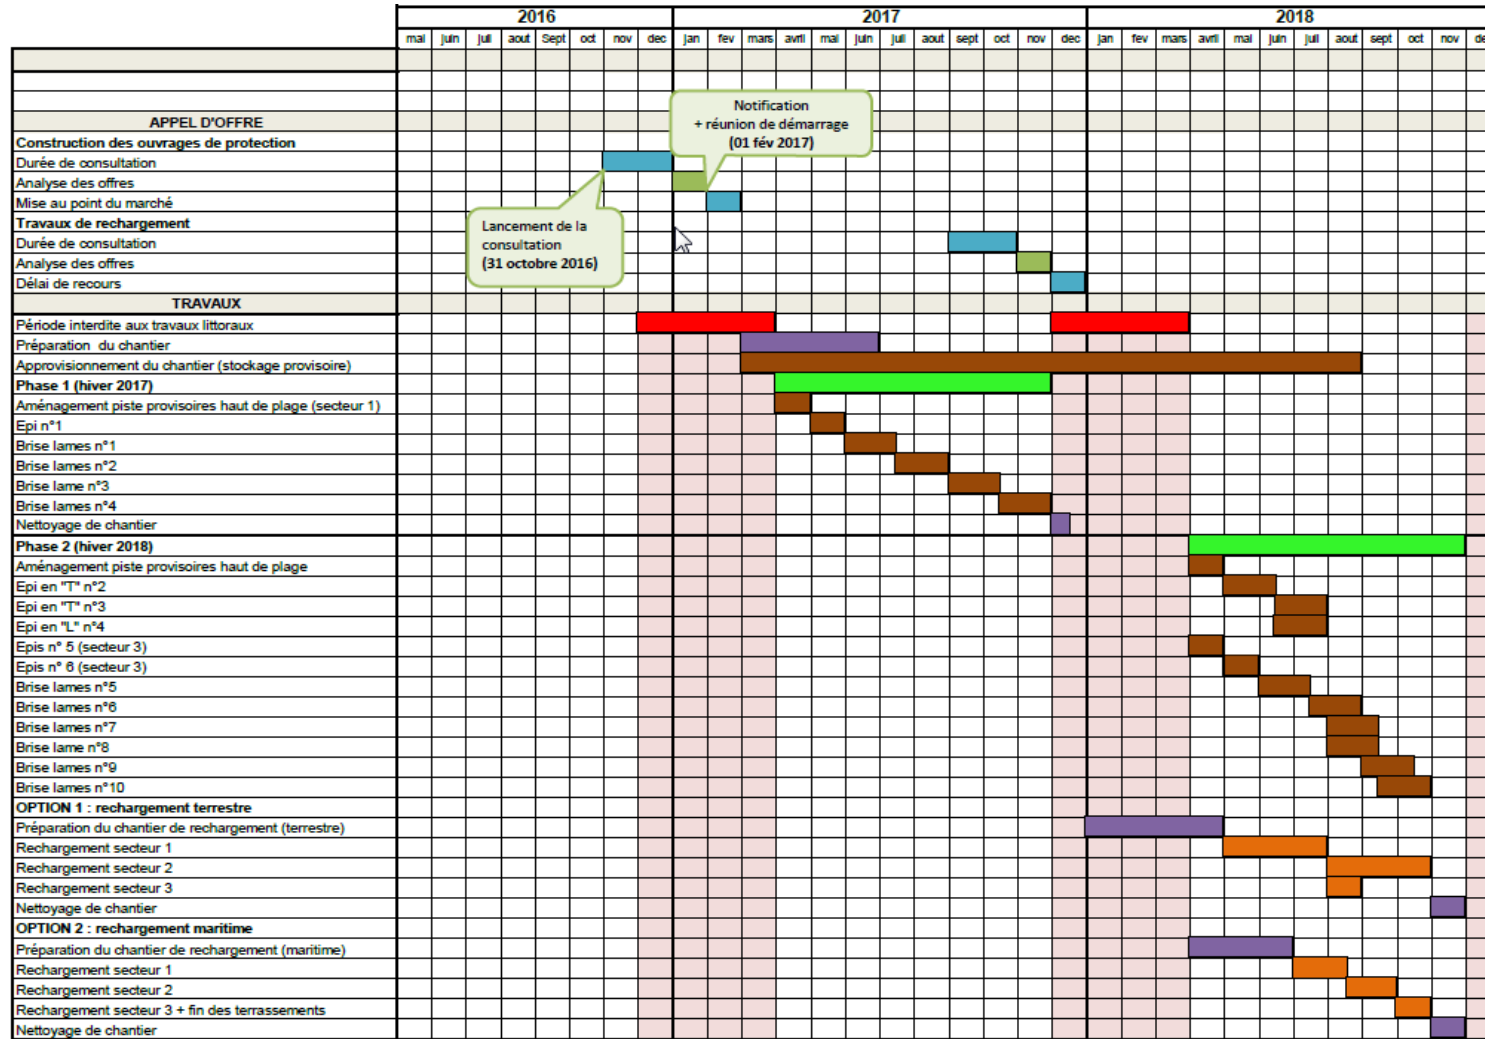 2016 2017 2018
mai juin juil aout Sept oct nov dec jan fev mars avril mai juin juil aout sept oct nov dec jan fev mars avril mai juin juil aout sept oct nov de
APPEL D'OFFRE
Notification
+ réunion de démarrage
(01 fév 2017)
Construction des ouvrages de protection
Durée de consultation
Analyse des offres
Mise au point du marché
Travaux de rechargement
Lancement de la
consultation
(31 octobre 2016)
Durée de consultation
Analyse des offres
Délai de recours
TRAVAUX
Période interdite aux travaux littoraux
Préparation du chantier
Approvisionnement du chantier (stockage provisoire)
Phase 1 (hiver 2017)
Aménagement piste provisoires haut de plage (secteur 1)
Epi n°1
Brise lames n°1
Brise lames n°2
Brise lame n°3
Brise lames n°4
Nettoyage de chantier
Phase 2 (hiver 2018)
Aménagement piste provisoires haut de plage
Epi en "T" n°2
Epi en "T" n°3
Epi en "L" n°4
Epis n° 5 (secteur 3)
Epis n° 6 (secteur 3)
Brise lames n°5
Brise lames n°6
Brise lames n°7
Brise lame n°8
Brise lames n°9
Brise lames n°10
OPTION 1 : rechargement terrestre
Préparation du chantier de rechargement (terrestre)
Rechargement secteur 1
Rechargement secteur 2
Rechargement secteur 3
Nettoyage de chantier
OPTION 2 : rechargement maritime
Préparation du chantier de rechargement (maritime)
Rechargement secteur 1
Rechargement secteur 2
Rechargement secteur 3 + fin des terrassements
Nettoyage de chantier